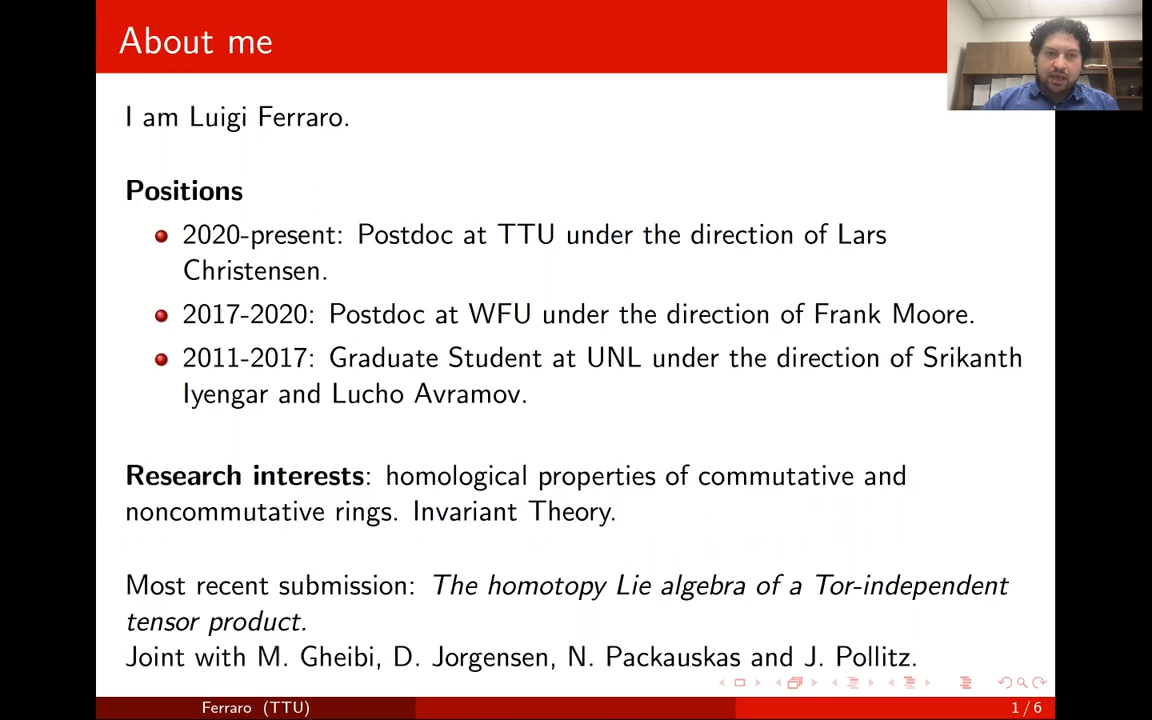 About me
I am Luigi Ferraro.
Positions
2020-present: Postdoc at TTU under the direction of Lars
Christensen.
2017-2020: Postdoc at WFU under the direction of Frank Moore.
2011-2017: Graduate Student at UNL under the direction of Srikanth
Iyengar and Lucho Avramov.
Research interests: homological properties of commutative and
noncommutative rings. Invariant Theory.
Most recent submission: The homotopy Lie algebra of a Tor-independent
tensor product.
Joint with M. Gheibi, D. Jorgensen, N. Packauskas and J. Pollitz.
Ferraro (TTU)
1 / 6